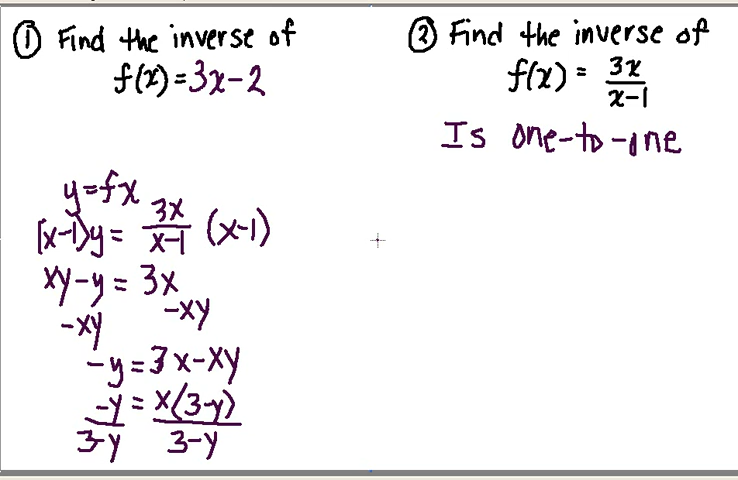 ① Find the inverse of
f(x) = 3x - 2
y = fx
(x-1)y = 3x/x-1 (x-1)
xy - y = 3x
-xy -xy
-y = 3x - xy
-y/3-y = x(3-y)/3-y
② Find the inverse of
f(x) = 3x/x-1
Is one-to-one